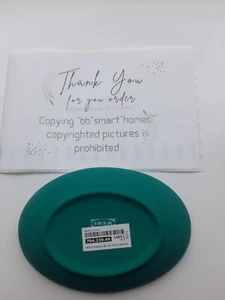 Thank You
for you order
Copying "bb"smart"homes"
copyrighted pictures is
prohibited.
IKEA